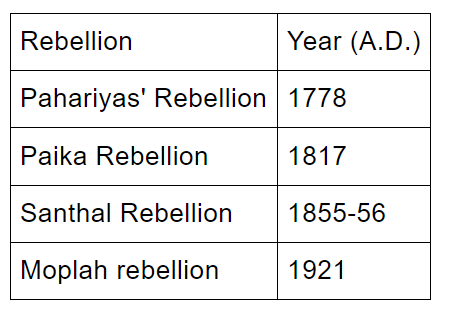 Rebellion Year (A.D.)
Pahariyas' Rebellion 1778
Paika Rebellion 1817
Santhal Rebellion 1855-56
Moplah rebellion 1921